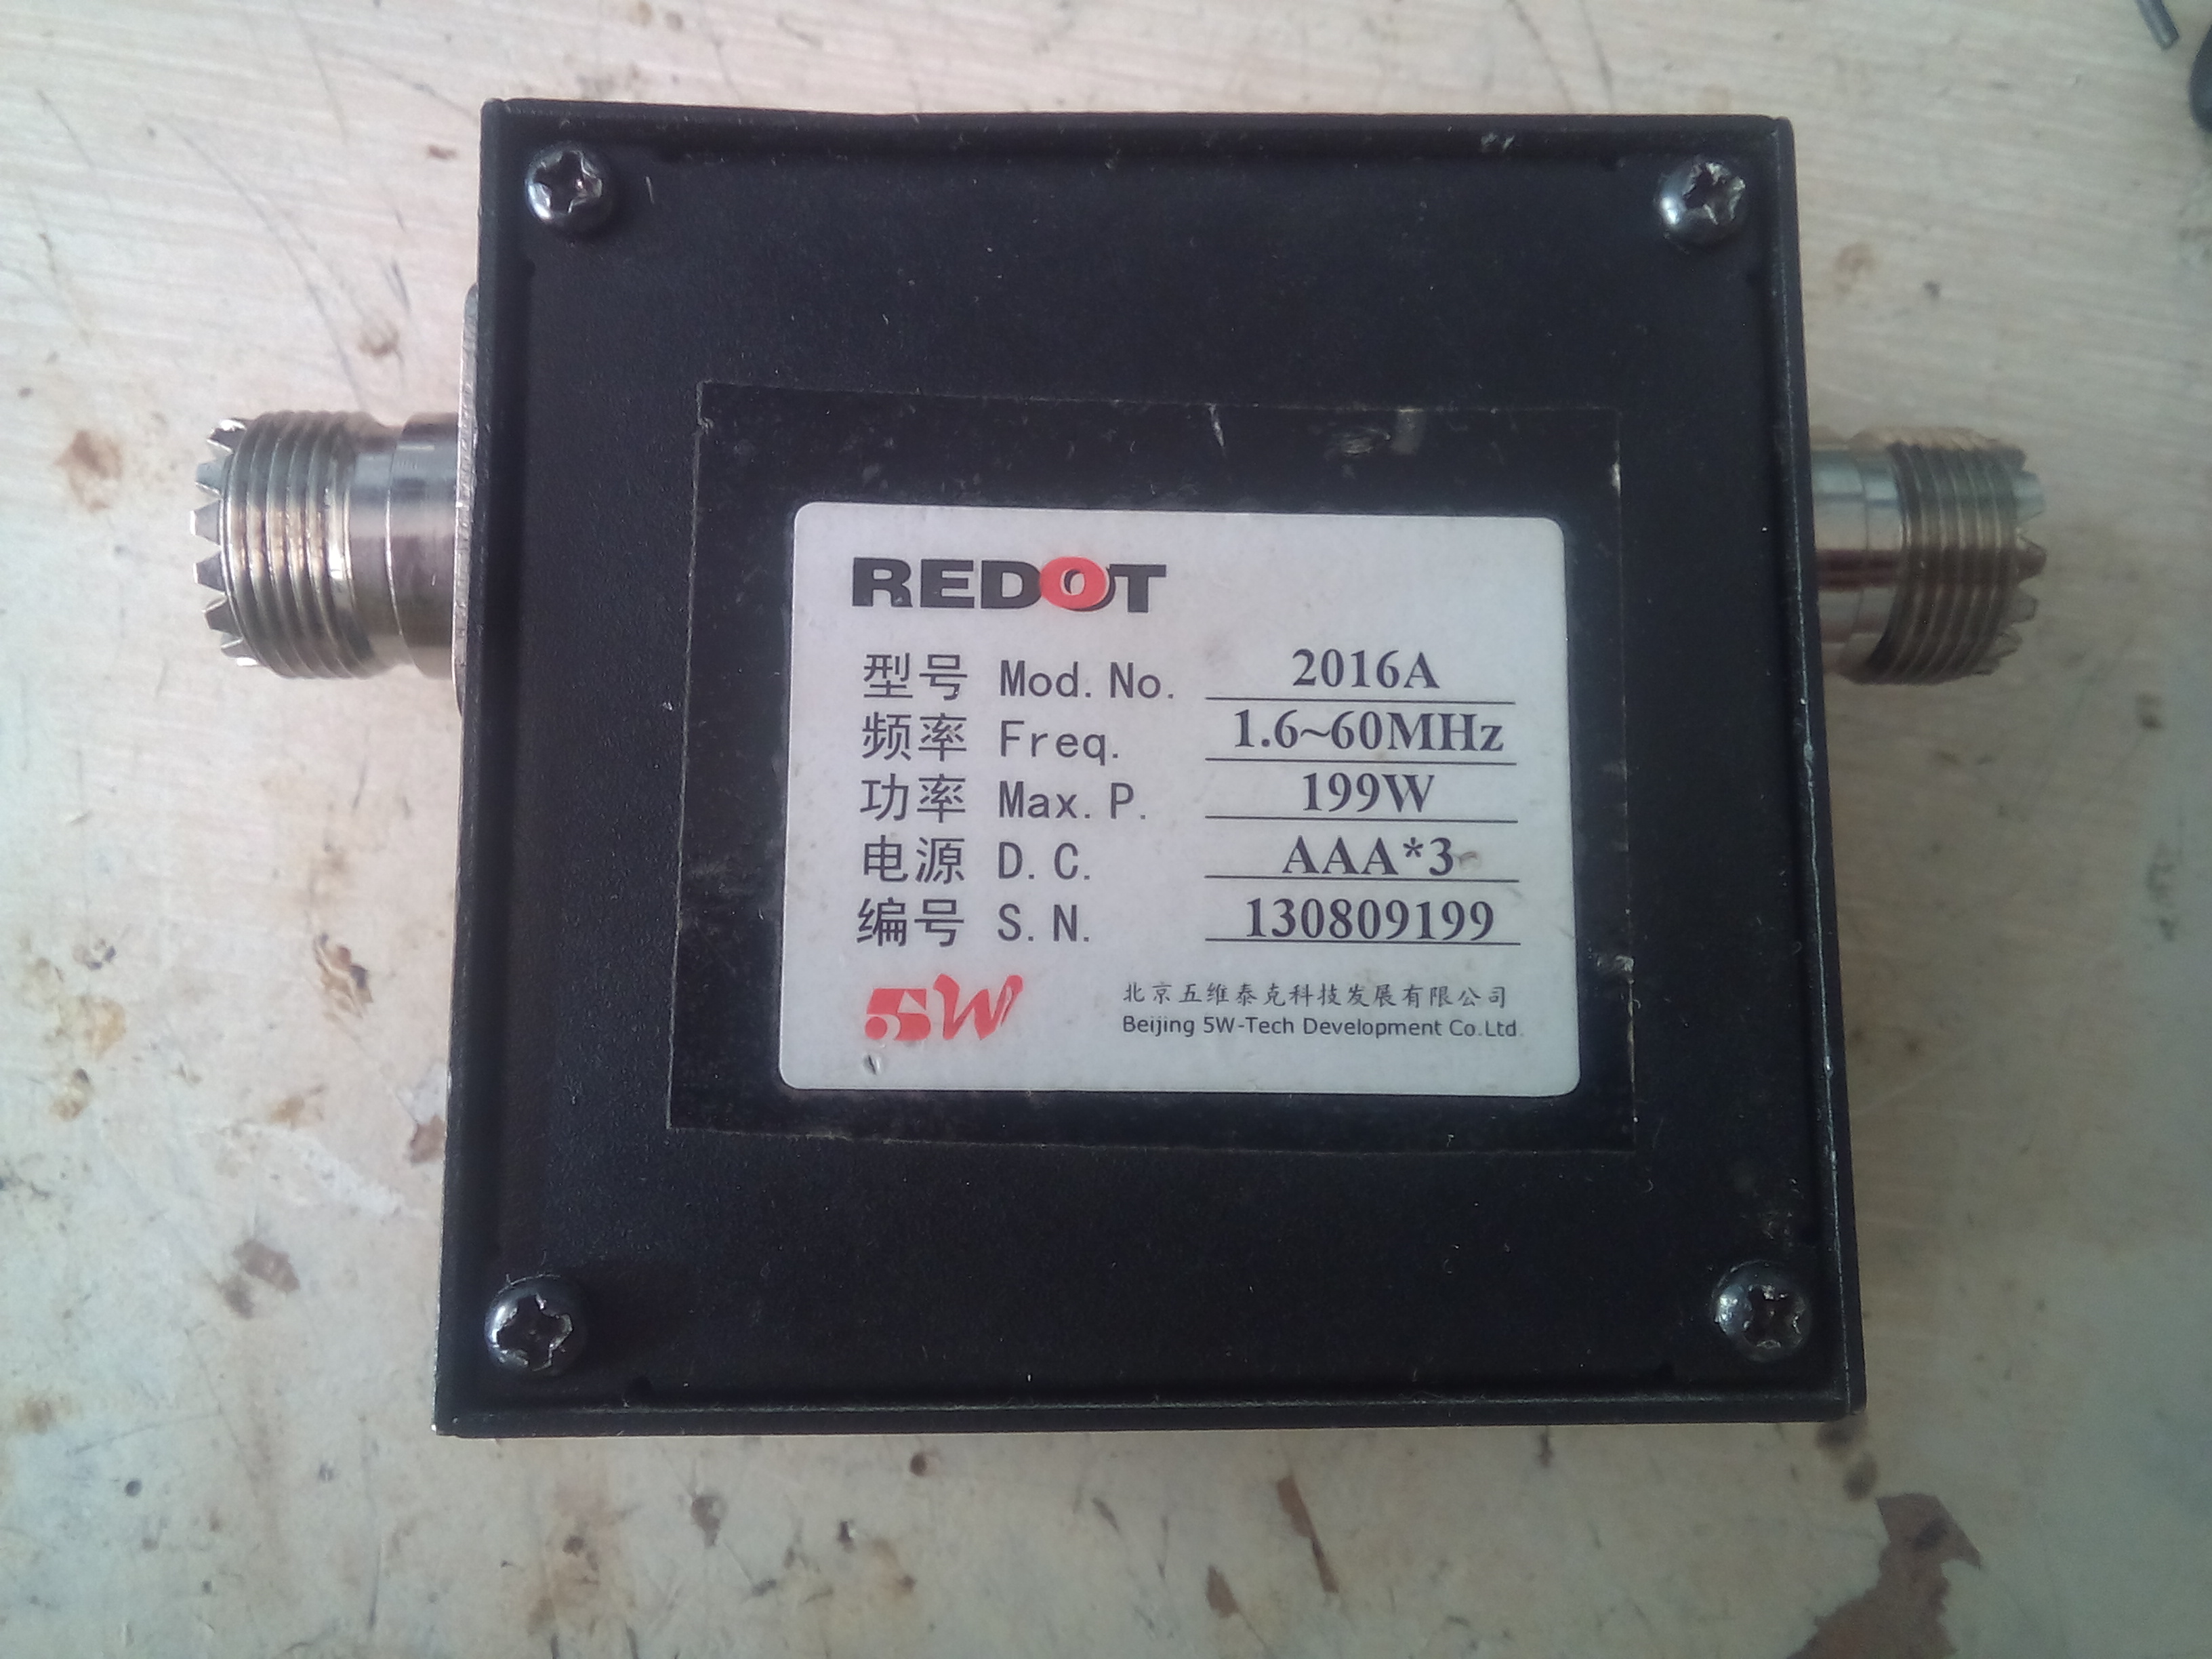 REDOT
型号 Mod.No. 2016A
频率 Freq. 1.6~60MHz
功率 Max.P. 199W
电源 D.C. AAA*3
编号 S.N. 130809199
5W 北京五维泰克科技发展有限公司
Beijing 5W-Tech Development Co.Ltd.